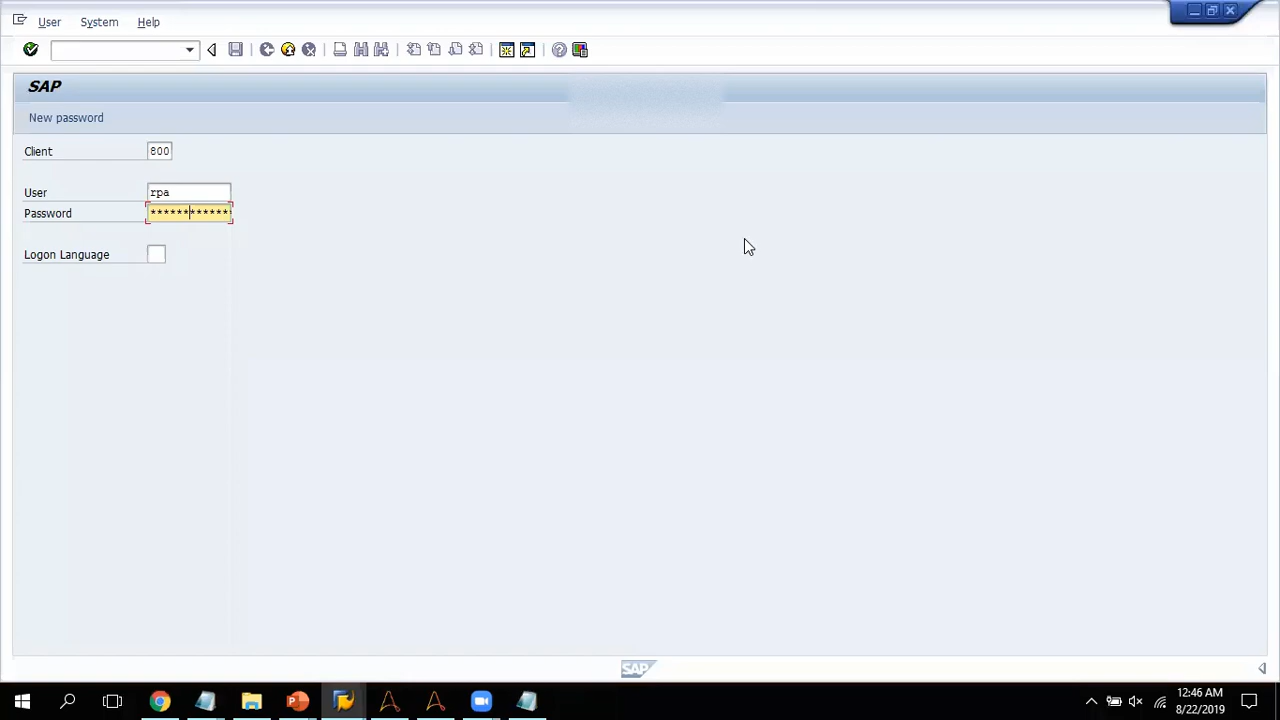 User System Help
SAP
New password
Client 800
User rpa
Password ************
Logon Language
SAP
12:46 AM
8/22/2019